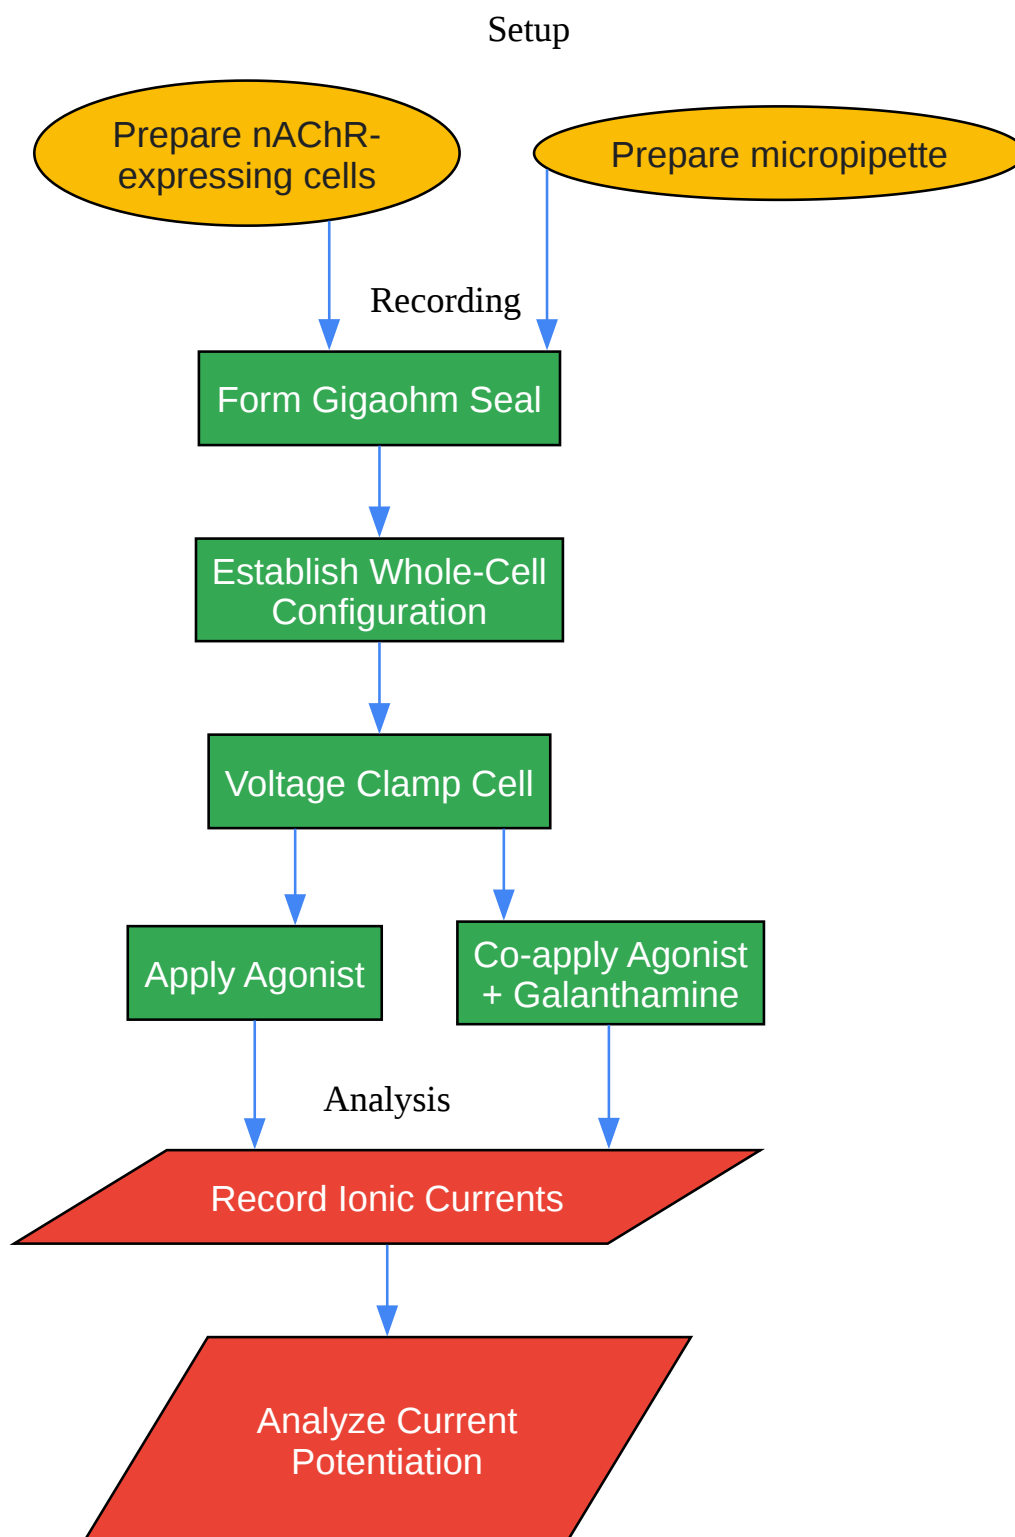 Setup
Prepare nAChR-
expressing cells
Prepare micropipette
Recording
Form Gigaohm Seal
Establish Whole-Cell
Configuration
Voltage Clamp Cell
Apply Agonist
Co-apply Agonist
+ Galanthamine
Analysis
Record Ionic Currents
Analyze Current
Potentiation